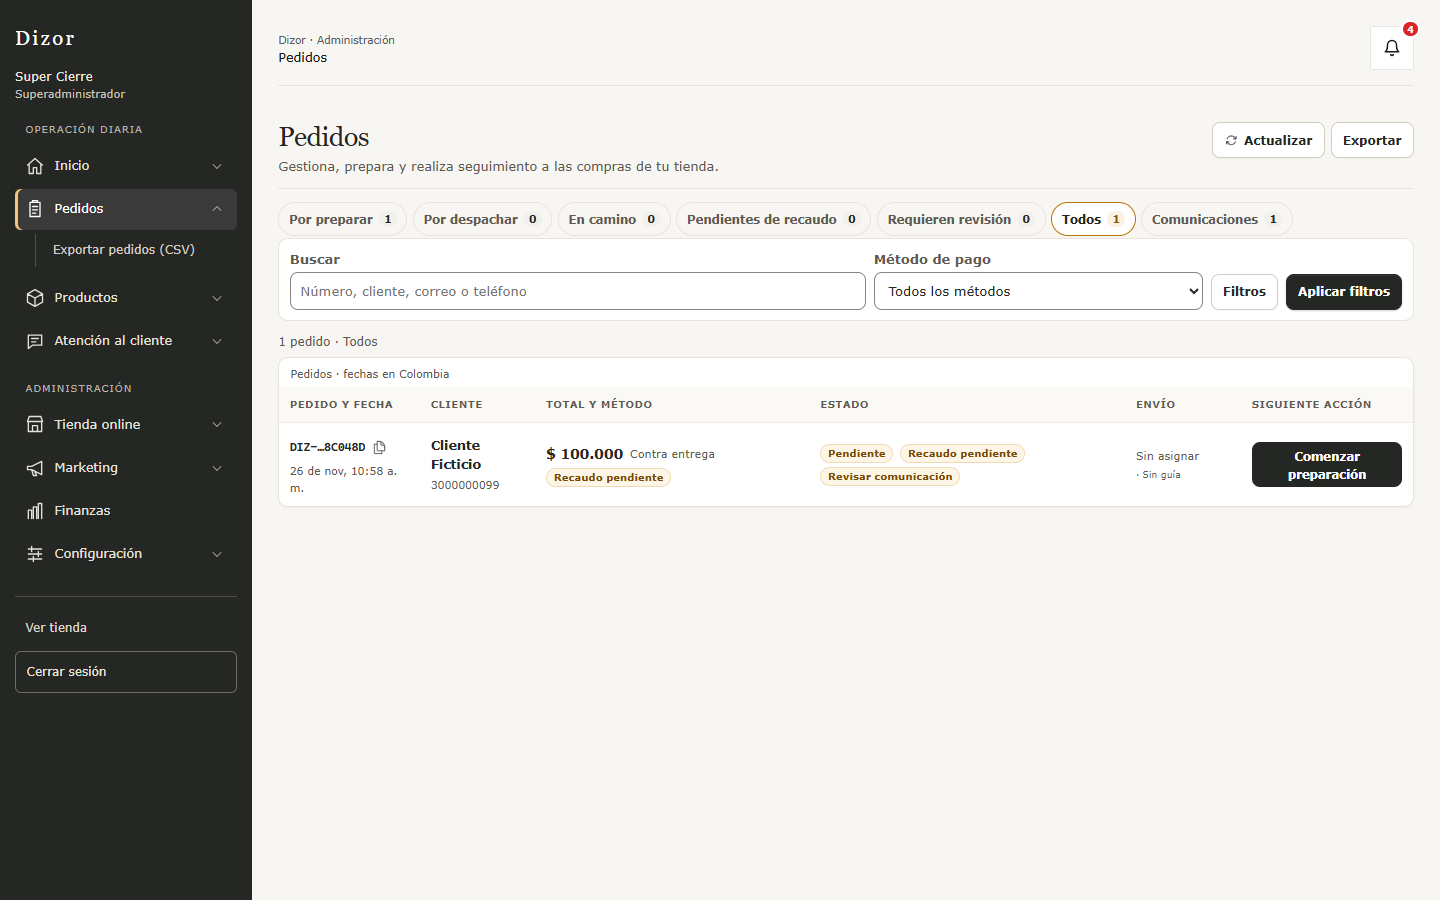 Dizor
Super Cierre
Superadministrador
OPERACIÓN DIARIA
Inicio
Pedidos
Exportar pedidos (CSV)
Productos
Atención al cliente
ADMINISTRACIÓN
Tienda online
Marketing
Finanzas
Configuración
Ver tienda
Cerrar sesión
Dizor · Administración
Pedidos
4
Pedidos
Gestiona, prepara y realiza seguimiento a las compras de tu tienda.
Actualizar
Exportar
Por preparar 1
Por despachar 0
En camino 0
Pendientes de recaudo 0
Requieren revisión 0
Todos 1
Comunicaciones 1
Buscar
Número, cliente, correo o teléfono
Método de pago
Todos los métodos
Filtros
Aplicar filtros
1 pedido · Todos
Pedidos · fechas en Colombia
PEDIDO Y FECHA CLIENTE TOTAL Y MÉTODO ESTADO ENVÍO SIGUIENTE ACCIÓN
DIZ-…8C048D
26 de nov, 10:58 a.
m.
Cliente
Ficticio
3000000099
$ 100.000 Contra entrega
Recaudo pendiente
Pendiente Recaudo pendiente
Revisar comunicación
Sin asignar
· Sin guía
Comenzar
preparación